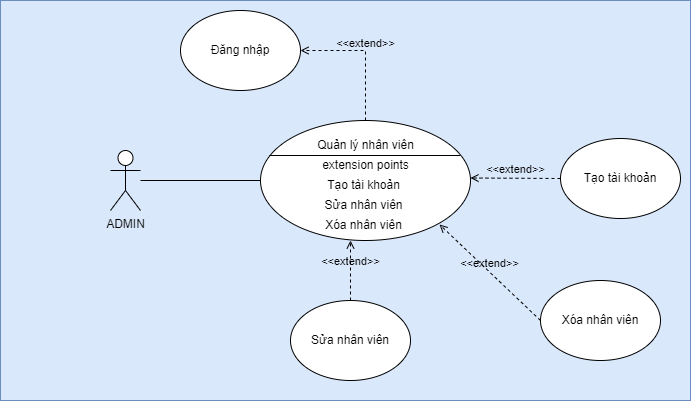 Đăng nhập
<<extend>>
Quản lý nhân viên
extension points
Tạo tài khoản
Sửa nhân viên
Xóa nhân viên
<<extend>>
Tạo tài khoản
ADMIN
<<extend>>
<<extend>>
Xóa nhân viên
Sửa nhân viên